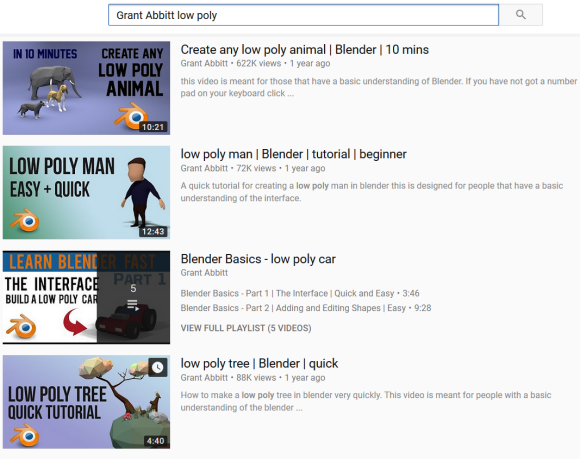 Grant Abbitt low poly
IN 10 MINUTES
CREATE ANY
LOW POLY
ANIMAL
10:21
Create any low poly animal | Blender | 10 mins
Grant Abbitt • 622K views • 1 year ago
this video is meant for those that have a basic understanding of Blender. If you have not got a number
pad on your keyboard click ...
LOW POLY MAN
EASY + QUICK
12:43
low poly man | Blender | tutorial | beginner
Grant Abbitt • 72K views • 1 year ago
A quick tutorial for creating a low poly man in blender this is designed for people that have a basic
understanding of the interface.
LEARN BLENDER FAST
PART 1
THE INTERFACE
BUILD A LOW POLY CAR
5
Blender Basics - low poly car
Grant Abbitt
Blender Basics - Part 1 | The Interface | Quick and Easy • 3:46
Blender Basics - Part 2 | Adding and Editing Shapes | Easy • 9:28
VIEW FULL PLAYLIST (5 VIDEOS)
LOW POLY TREE
QUICK TUTORIAL
4:40
low poly tree | Blender | quick
Grant Abbitt • 88K views • 1 year ago
How to make a low poly tree in blender very quickly. This video is meant for people with a basic
understanding of the blender ...